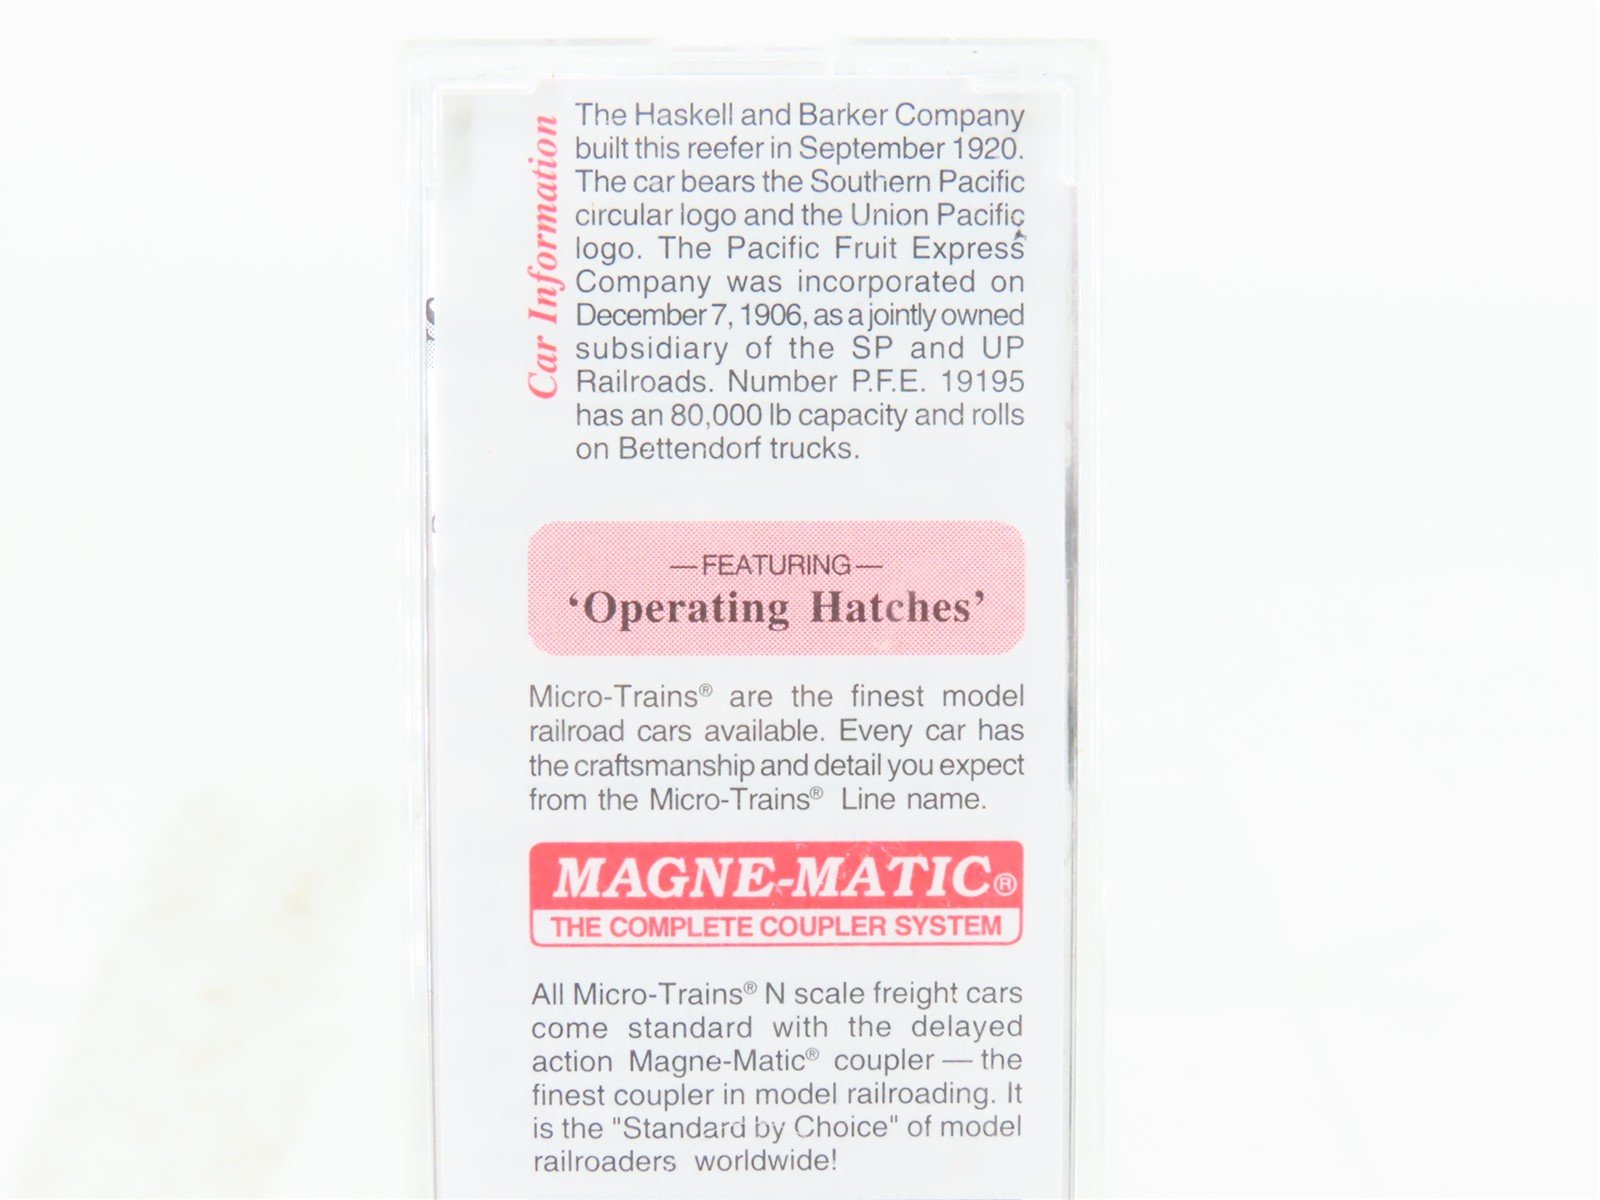 Car Information
The Haskell and Barker Company
built this reefer in September 1920.
The car bears the Southern Pacific
circular logo and the Union Pacific
logo. The Pacific Fruit Express
Company was incorporated on
December 7, 1906, as a jointly owned
subsidiary of the SP and UP
Railroads. Number P.F.E. 19195
has an 80,000 lb capacity and rolls
on Bettendorf trucks.
—FEATURING—
‘Operating Hatches’
Micro-Trains® are the finest model
railroad cars available. Every car has
the craftsmanship and detail you expect
from the Micro-Trains® Line name.
MAGNE-MATIC®
THE COMPLETE COUPLER SYSTEM
All Micro-Trains® N scale freight cars
come standard with the delayed
action Magne-Matic® coupler — the
finest coupler in model railroading. It
is the "Standard by Choice" of model
railroaders worldwide!